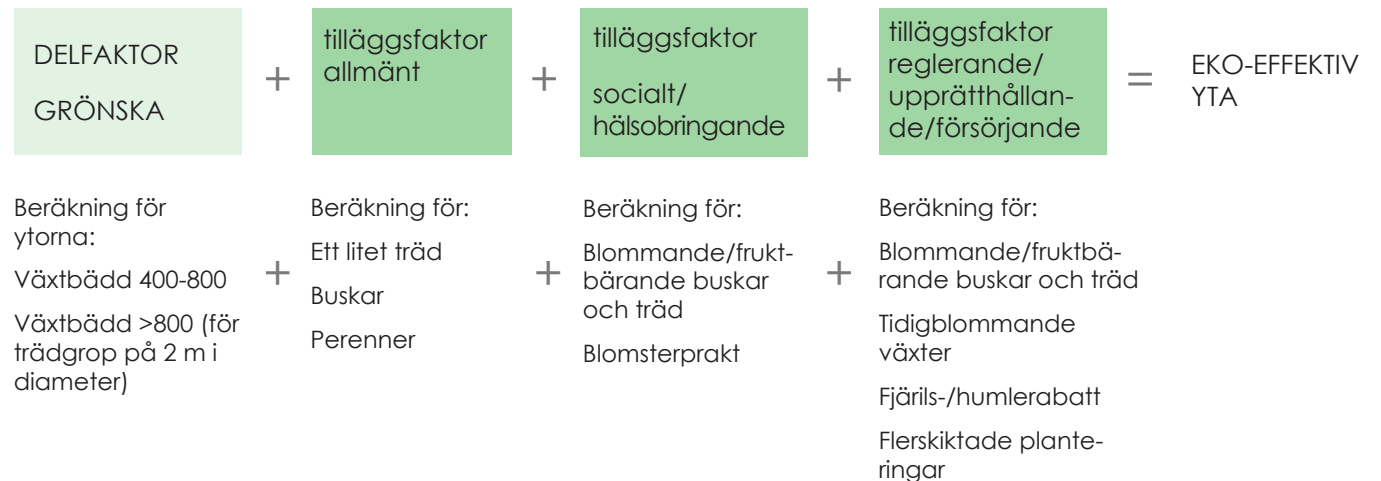 DELFAKTOR
GRÖNSKA
+
tilläggsfaktor
allmänt
+
tilläggsfaktor
socialt/
hälsobringande
+
tilläggsfaktor
reglerande/
upprätthållan-
de/försörjande
=
EKO-EFFEKTIV
YTA
Beräkning för
ytorna:
Växtbädd 400-800
Växtbädd >800 (för
trädgrop på 2 m i
diameter)
+
Beräkning för:
Ett litet träd
Buskar
Perenner
+
Beräkning för:
Blommande/frukt-
bärande buskar
och träd
Blomsterprakt
+
Beräkning för:
Blommande/fruktbä-
rande buskar och träd
Tidigblommande
växter
Fjärils-/humlerabatt
Flerskiktade plante-
ringar